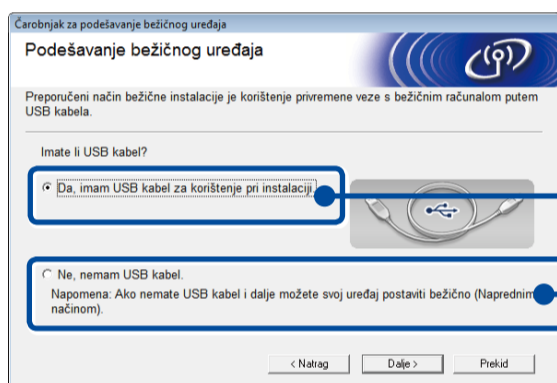 Čarobnjak za podešavanje bežičnog uređaja
Podešavanje bežičnog uređaja
Preporučeni način bežične instalacije je korištenje privremene veze s bežičnim računalom putem
USB kabela.
Imate li USB kabel?
Da, imam USB kabel za korištenje pri instalaciji.
Ne, nemam USB kabel.
Napomena: Ako nemate USB kabel i dalje možete svoj uređaj postaviti bežično (Naprednim
načinom).
< Natrag
Dalje >
Prekid